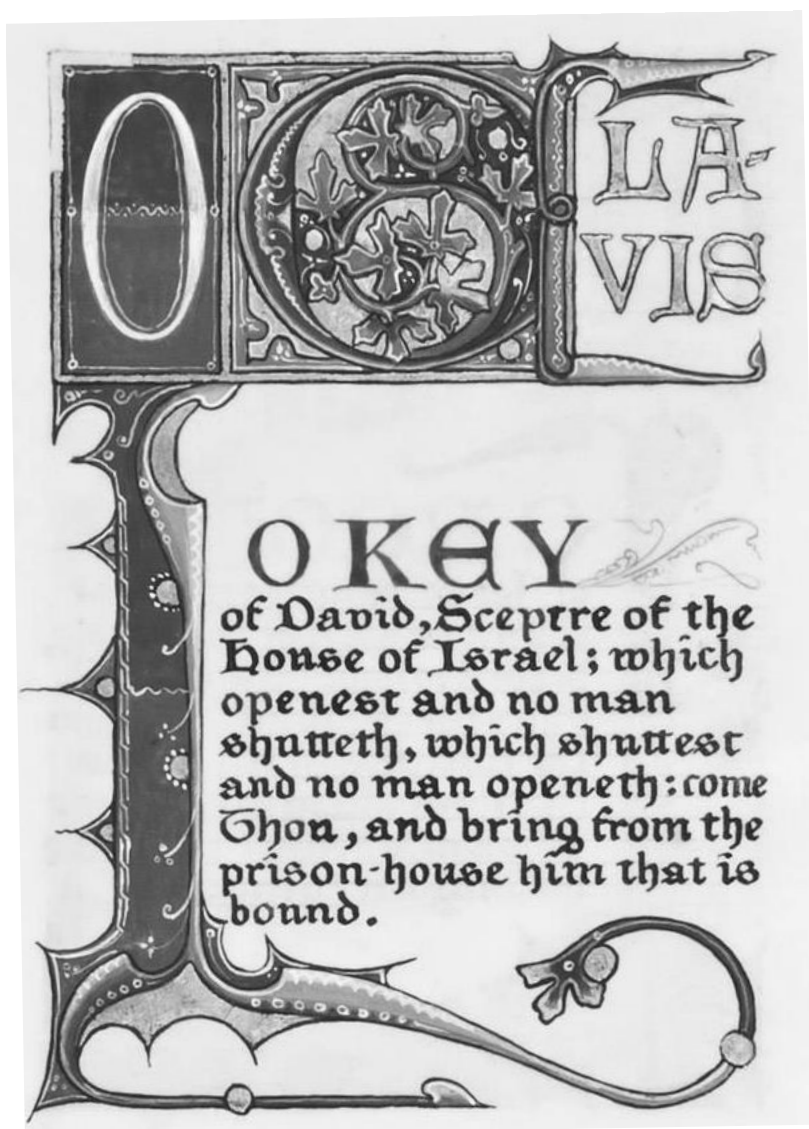 O CLA-
VIS
O KEY
of David, Sceptre of the
House of Israel; which
openest and no man
shutteth, which shuttest
and no man openeth: come
Thou, and bring from the
prison-house him that is
bound.